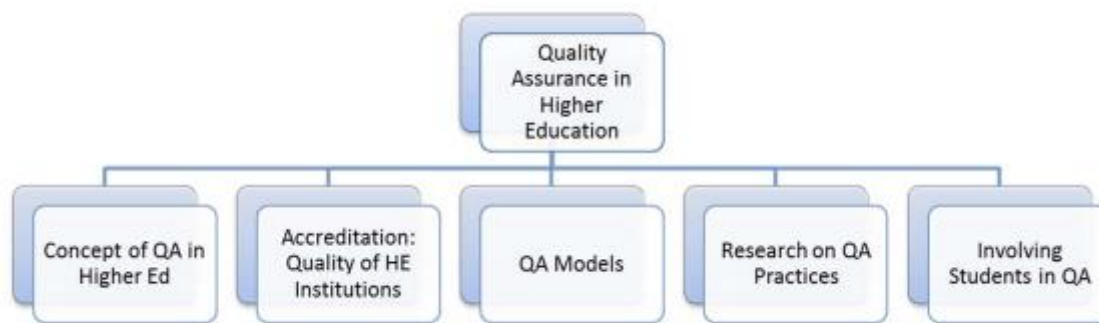 Quality
Assurance in
Higher
Education
Concept of QA in
Higher Ed
Accreditation:
Quality of HE
Institutions
QA Models
Research on QA
Practices
Involving
Students in QA